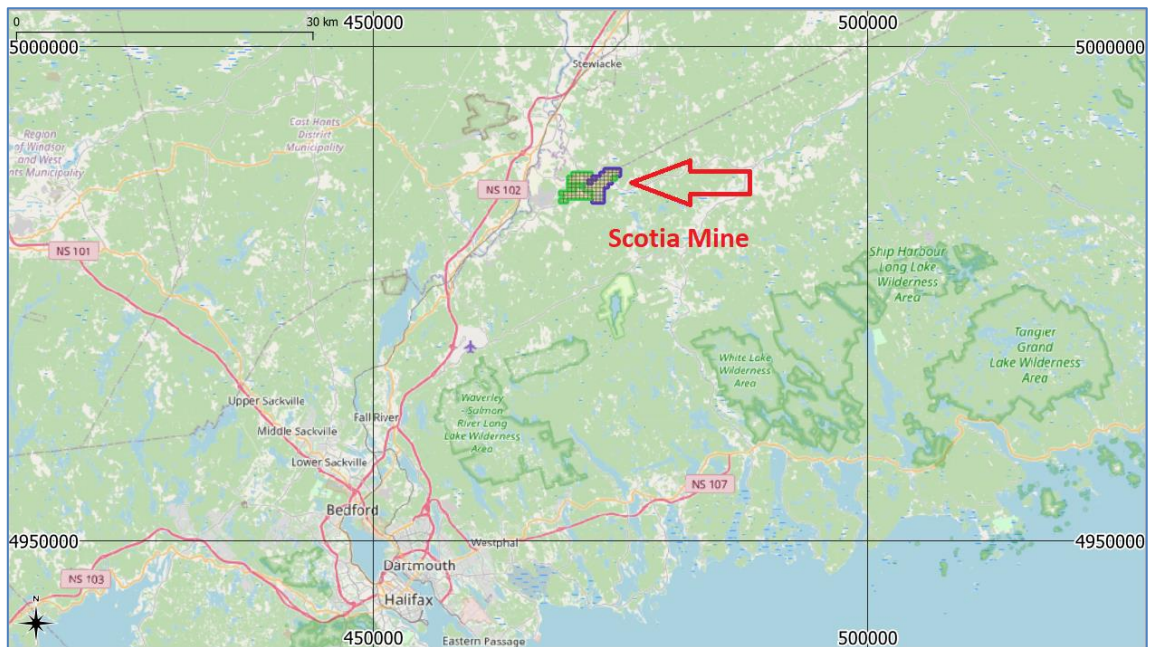 0
30 km
450000
500000
5000000
5000000
Stewiacke
Region
of Windsor
and West
nts Municipality
East Hants
District
Municipality
NS 102
Scotia Mine
NS 101
Ship Harbour
Long Lake
Wilderness
Area
Tangier
Grand
Lake Wilderness
Area
White Lake
Wilderness
Area
Upper Sackville
Waverley
- Salmon
River Long
Lake Wilderness
Area
Fall River
Middle Sackville
Lower Sackville
NS 107
Bedford
4950000
Westphal
4950000
Dartmouth
NS 103
Halifax
N
450000
Eastern Passage
500000